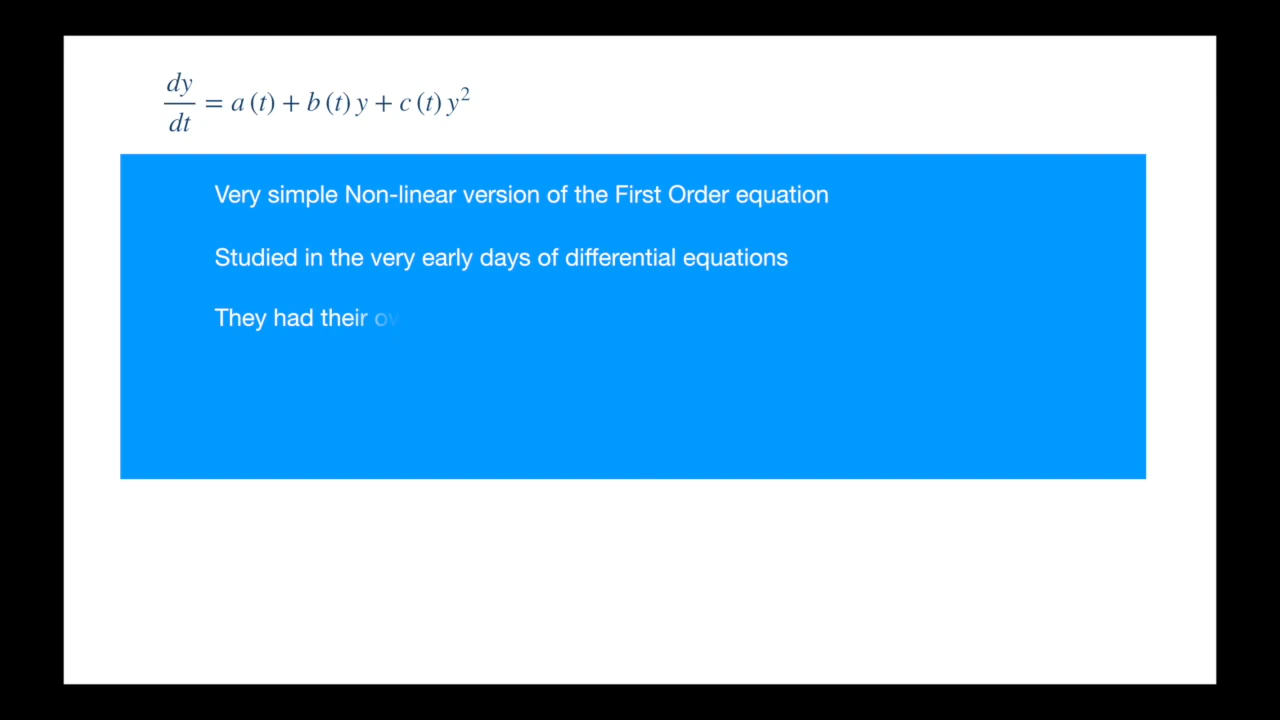 dy/dt = a (t) + b (t) y + c (t) y²
Very simple Non-linear version of the First Order equation
Studied in the very early days of differential equations
They had their